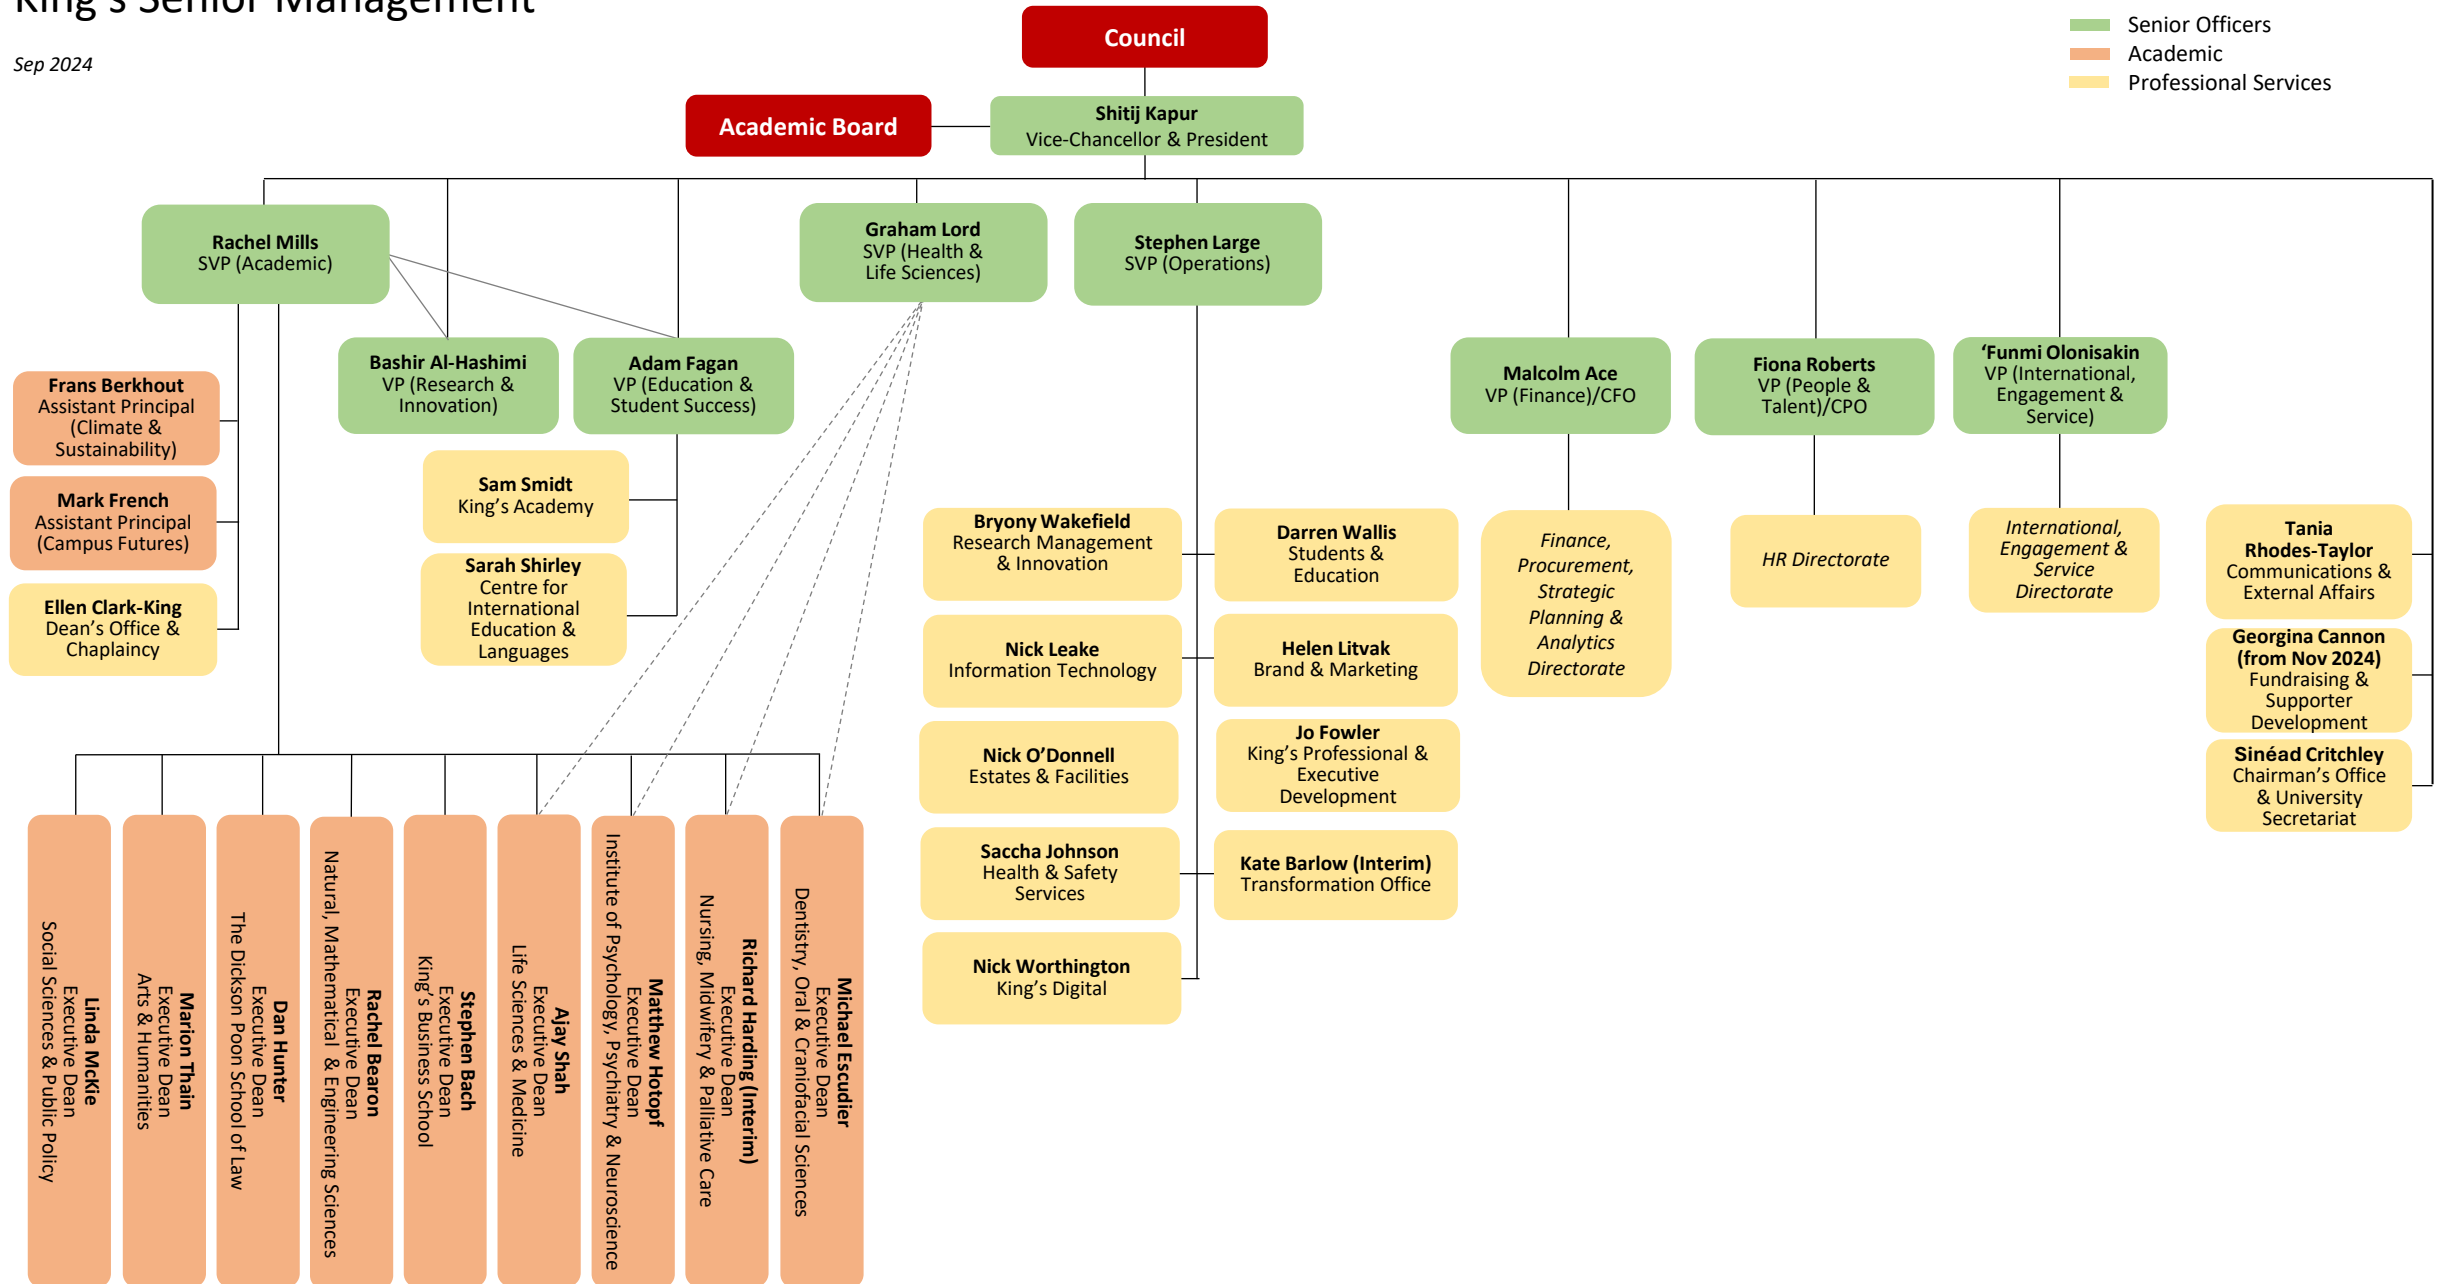 King's Senior Management
Sep 2024
Senior Officers
Academic
Professional Services
Council
Academic Board
Shitij Kapur
Vice-Chancellor & President
Rachel Mills
SVP (Academic)
Graham Lord
SVP (Health &
Life Sciences)
Stephen Large
SVP (Operations)
Bashir Al-Hashimi
VP (Research &
Innovation)
Adam Fagan
VP (Education &
Student Success)
Malcolm Ace
VP (Finance)/CFO
Fiona Roberts
VP (People &
Talent)/CPO
‘Funmi Olonisakin
VP (International,
Engagement &
Service)
Frans Berkhout
Assistant Principal
(Climate &
Sustainability)
Mark French
Assistant Principal
(Campus Futures)
Ellen Clark-King
Dean’s Office &
Chaplaincy
Sam Smidt
King’s Academy
Sarah Shirley
Centre for
International
Education &
Languages
Bryony Wakefield
Research Management
& Innovation
Darren Wallis
Students &
Education
Nick Leake
Information Technology
Helen Litvak
Brand & Marketing
Nick O’Donnell
Estates & Facilities
Jo Fowler
King’s Professional &
Executive
Development
Saccha Johnson
Health & Safety
Services
Kate Barlow (Interim)
Transformation Office
Nick Worthington
King’s Digital
Finance,
Procurement,
Strategic
Planning &
Analytics
Directorate
HR Directorate
International,
Engagement &
Service
Directorate
Tania
Rhodes-Taylor
Communications &
External Affairs
Georgina Cannon
(from Nov 2024)
Fundraising &
Supporter
Development
Sinéad Critchley
Chairman’s Office
& University
Secretariat
Linda McKie
Executive Dean
Social Sciences & Public Policy
Marion Thain
Executive Dean
Arts & Humanities
Dan Hunter
Executive Dean
The Dickson Poon School of Law
Rachel Bearon
Executive Dean
Natural, Mathematical & Engineering Sciences
Stephen Bach
Executive Dean
King’s Business School
Ajay Shah
Executive Dean
Life Sciences & Medicine
Matthew Hotopf
Executive Dean
Institute of Psychology, Psychiatry & Neuroscience
Richard Harding (Interim)
Executive Dean
Nursing, Midwifery & Palliative Care
Michael Escudier
Executive Dean
Dentistry, Oral & Craniofacial Sciences